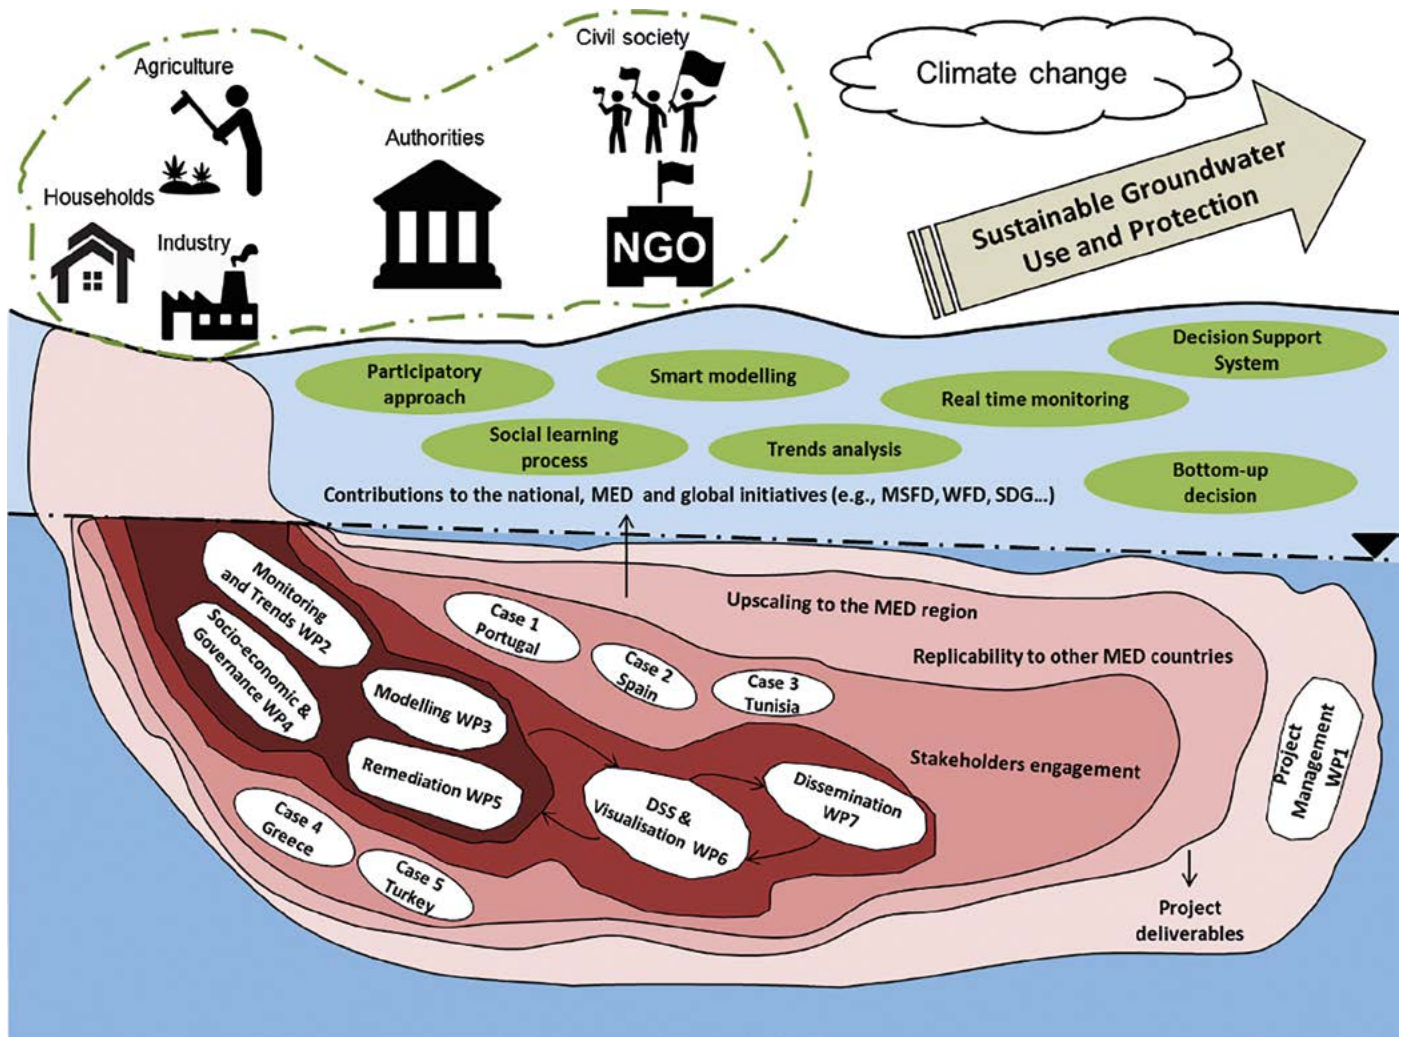 Civil society
Agriculture
Climate change
Authorities
Sustainable Groundwater
Use and Protection
Households
Industry
NGO
Decision Support
System
Participatory
approach
Smart modelling
Real time monitoring
Social learning
process
Trends analysis
Bottom-up
decision
Contributions to the national, MED and global initiatives (e.g., MSFD, WFD, SDG...)
Monitoring
and Trends WP2
Case 1
Portugal
Upscaling to the MED region
Socio-economic &
Governance WP4
Case 2
Spain
Replicability to other MED countries
Case 3
Tunisia
Modelling WP3
Project
Management
WP1
Stakeholders engagement
Remediation WP5
DSS &
Visualisation WP6
Dissemination
WP7
Case 4
Greece
Case 5
Turkey
Project
deliverables